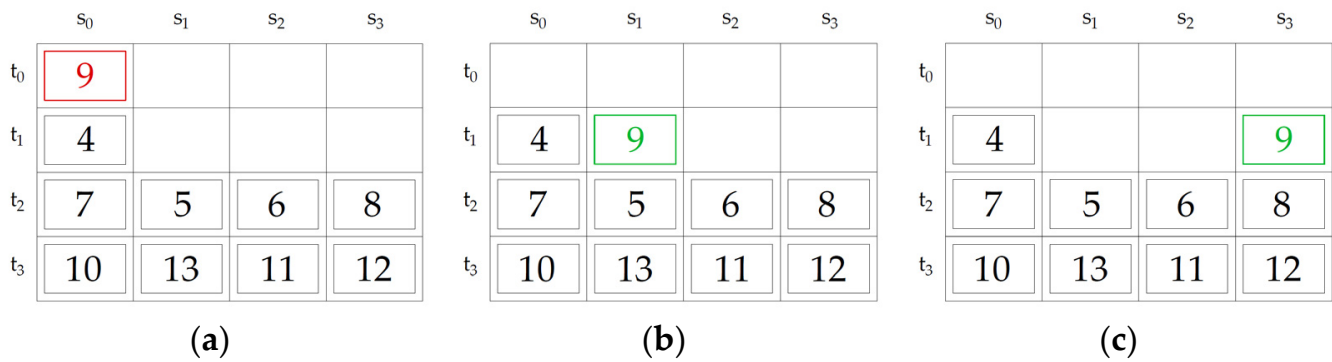 s0 s1 s2 s3 s0 s1 s2 s3 s0 s1 s2 s3
t0 9 t0 t0
t1 4 t1 4 9 t1 4 9
t2 7 5 6 8 t2 7 5 6 8 t2 7 5 6 8
t3 10 13 11 12 t3 10 13 11 12 t3 10 13 11 12
(a) (b) (c)